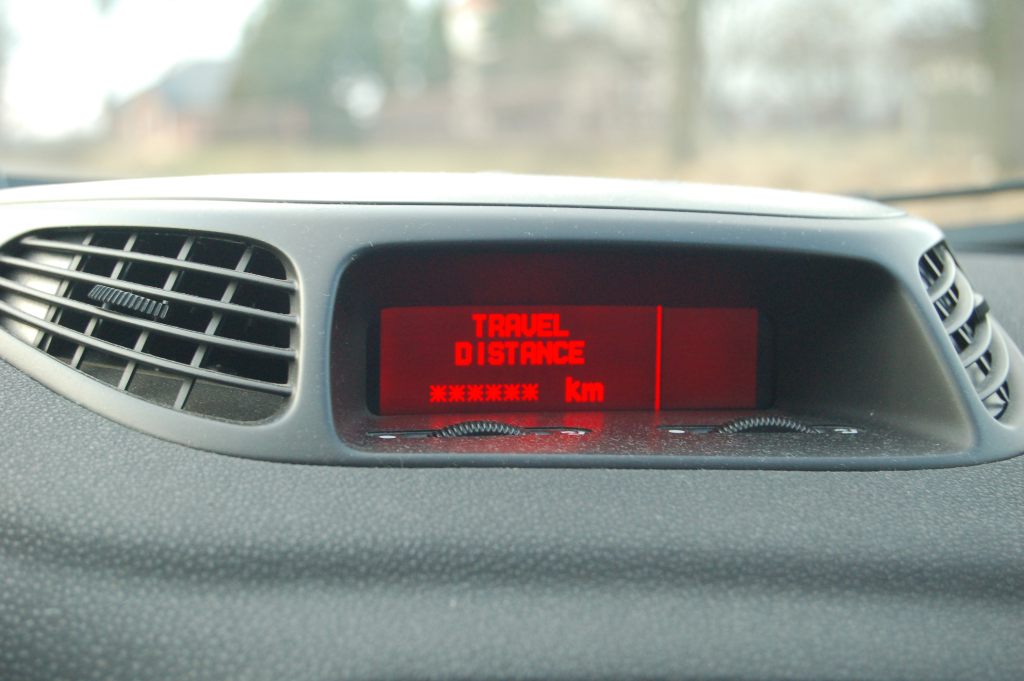 TRAVEL
DISTANCE
****** km